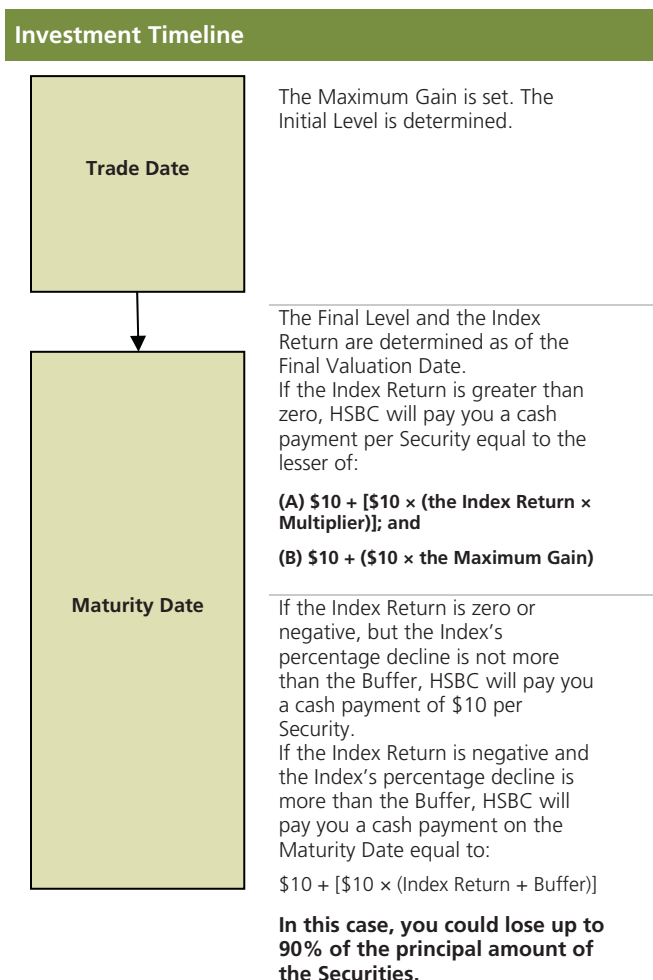 Investment Timeline
Trade Date
The Maximum Gain is set. The
Initial Level is determined.
Maturity Date
The Final Level and the Index
Return are determined as of the
Final Valuation Date.
If the Index Return is greater than
zero, HSBC will pay you a cash
payment per Security equal to the
lesser of:
(A) $10 + [$10 × (the Index Return ×
Multiplier)]; and
(B) $10 + ($10 × the Maximum Gain)
If the Index Return is zero or
negative, but the Index’s
percentage decline is not more
than the Buffer, HSBC will pay you
a cash payment of $10 per
Security.
If the Index Return is negative and
the Index’s percentage decline is
more than the Buffer, HSBC will
pay you a cash payment on the
Maturity Date equal to:
$10 + [$10 × (Index Return + Buffer)]
In this case, you could lose up to
90% of the principal amount of
the Securities.